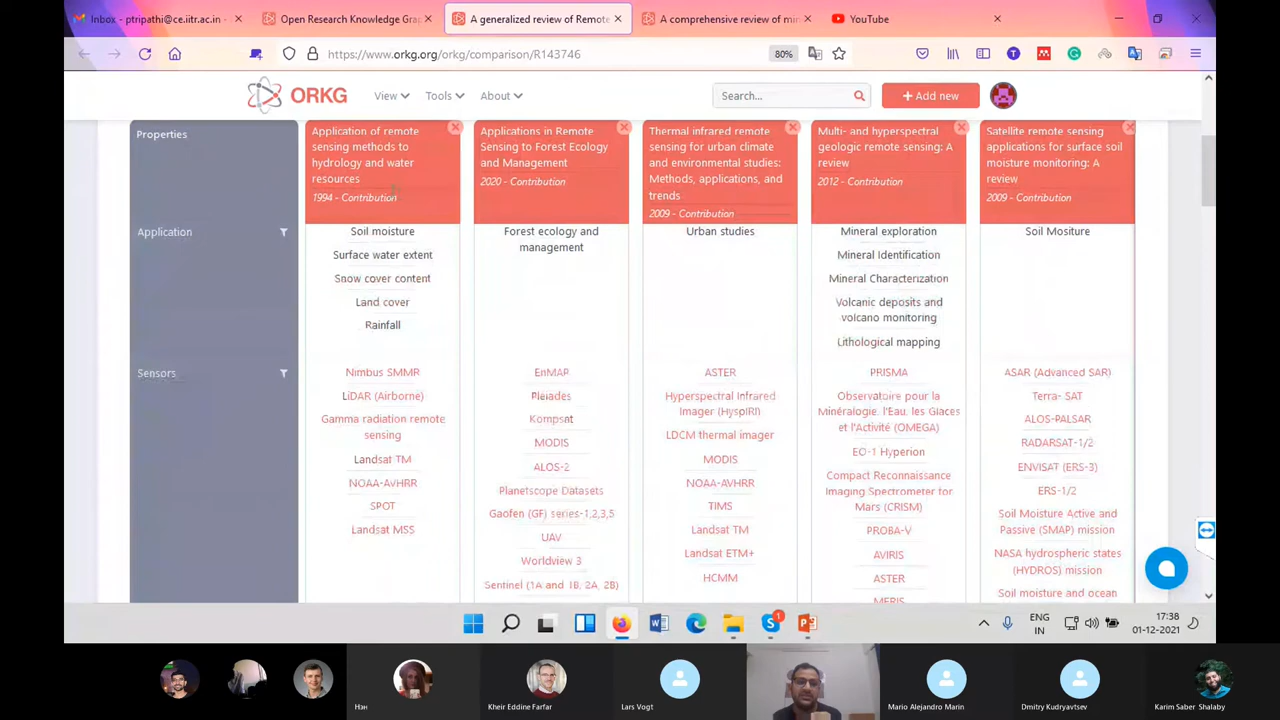 Inbox - ptripathi@ce.iitr.ac.in -
Open Research Knowledge Gra
A generalized review of Remote
A comprehensive review of mi
YouTube
https://www.orkg.org/orkg/comparison/R143746
80%
ORKG
View
Tools
About
Search...
Add new
Properties
Application of remote
sensing methods to
hydrology and water
resources
1994 - Contribution
Applications in Remote
Sensing to Forest Ecology
and Management
2020 - Contribution
Thermal infrared remote
sensing for urban climate
and environmental studies:
Methods, applications, and
trends
2009 - Contribution
Multi- and hyperspectral
geologic remote sensing: A
review
2012 - Contribution
Satellite remote sensing
applications for surface soil
moisture monitoring: A
review
2009 - Contribution
Application
Soil moisture
Surface water extent
Snow cover content
Land cover
Rainfall
Forest ecology and
management
Urban studies
Mineral exploration
Mineral Identification
Mineral Characterization
Volcanic deposits and
volcano monitoring
Lithological mapping
Soil Mositure
Sensors
Nimbus SMMR
LiDAR (Airborne)
Gamma radiation remote
sensing
Landsat TM
NOAA-AVHRR
SPOT
Landsat MSS
EnMAP
Pleiades
Kompsat
MODIS
ALOS-2
Planetscope Datasets
Gaofen (GF) series-1,2,3,5
UAV
Worldview 3
Sentinel (1A and 1B, 2A, 2B)
ASTER
Hyperspectral Infrared
Imager (HyspIRI)
LDCM thermal imager
MODIS
NOAA-AVHRR
TIMS
Landsat TM
Landsat ETM+
HCMM
PRISMA
Observatoire pour la
Minéralogie, l'Eau, les Glaces
et l'Activité (OMEGA)
EO-1 Hyperion
Compact Reconnaissance
Imaging Spectrometer for
Mars (CRISM)
PROBA-V
AVIRIS
ASTER
MERIS
ASAR (Advanced SAR)
Terra- SAT
ALOS-PALSAR
RADARSAT-1/2
ENVISAT (ERS-3)
ERS-1/2
Soil Moisture Active and
Passive (SMAP) mission
NASA hydrospheric states
(HYDROS) mission
Soil moisture and ocean
ENG
IN
17:38
01-12-2021
Нэн
Kheir Eddine Farfar
Lars Vogt
Mario Alejandro Marin
Dmitry Kudryavtsev
Karim Saber Shalaby